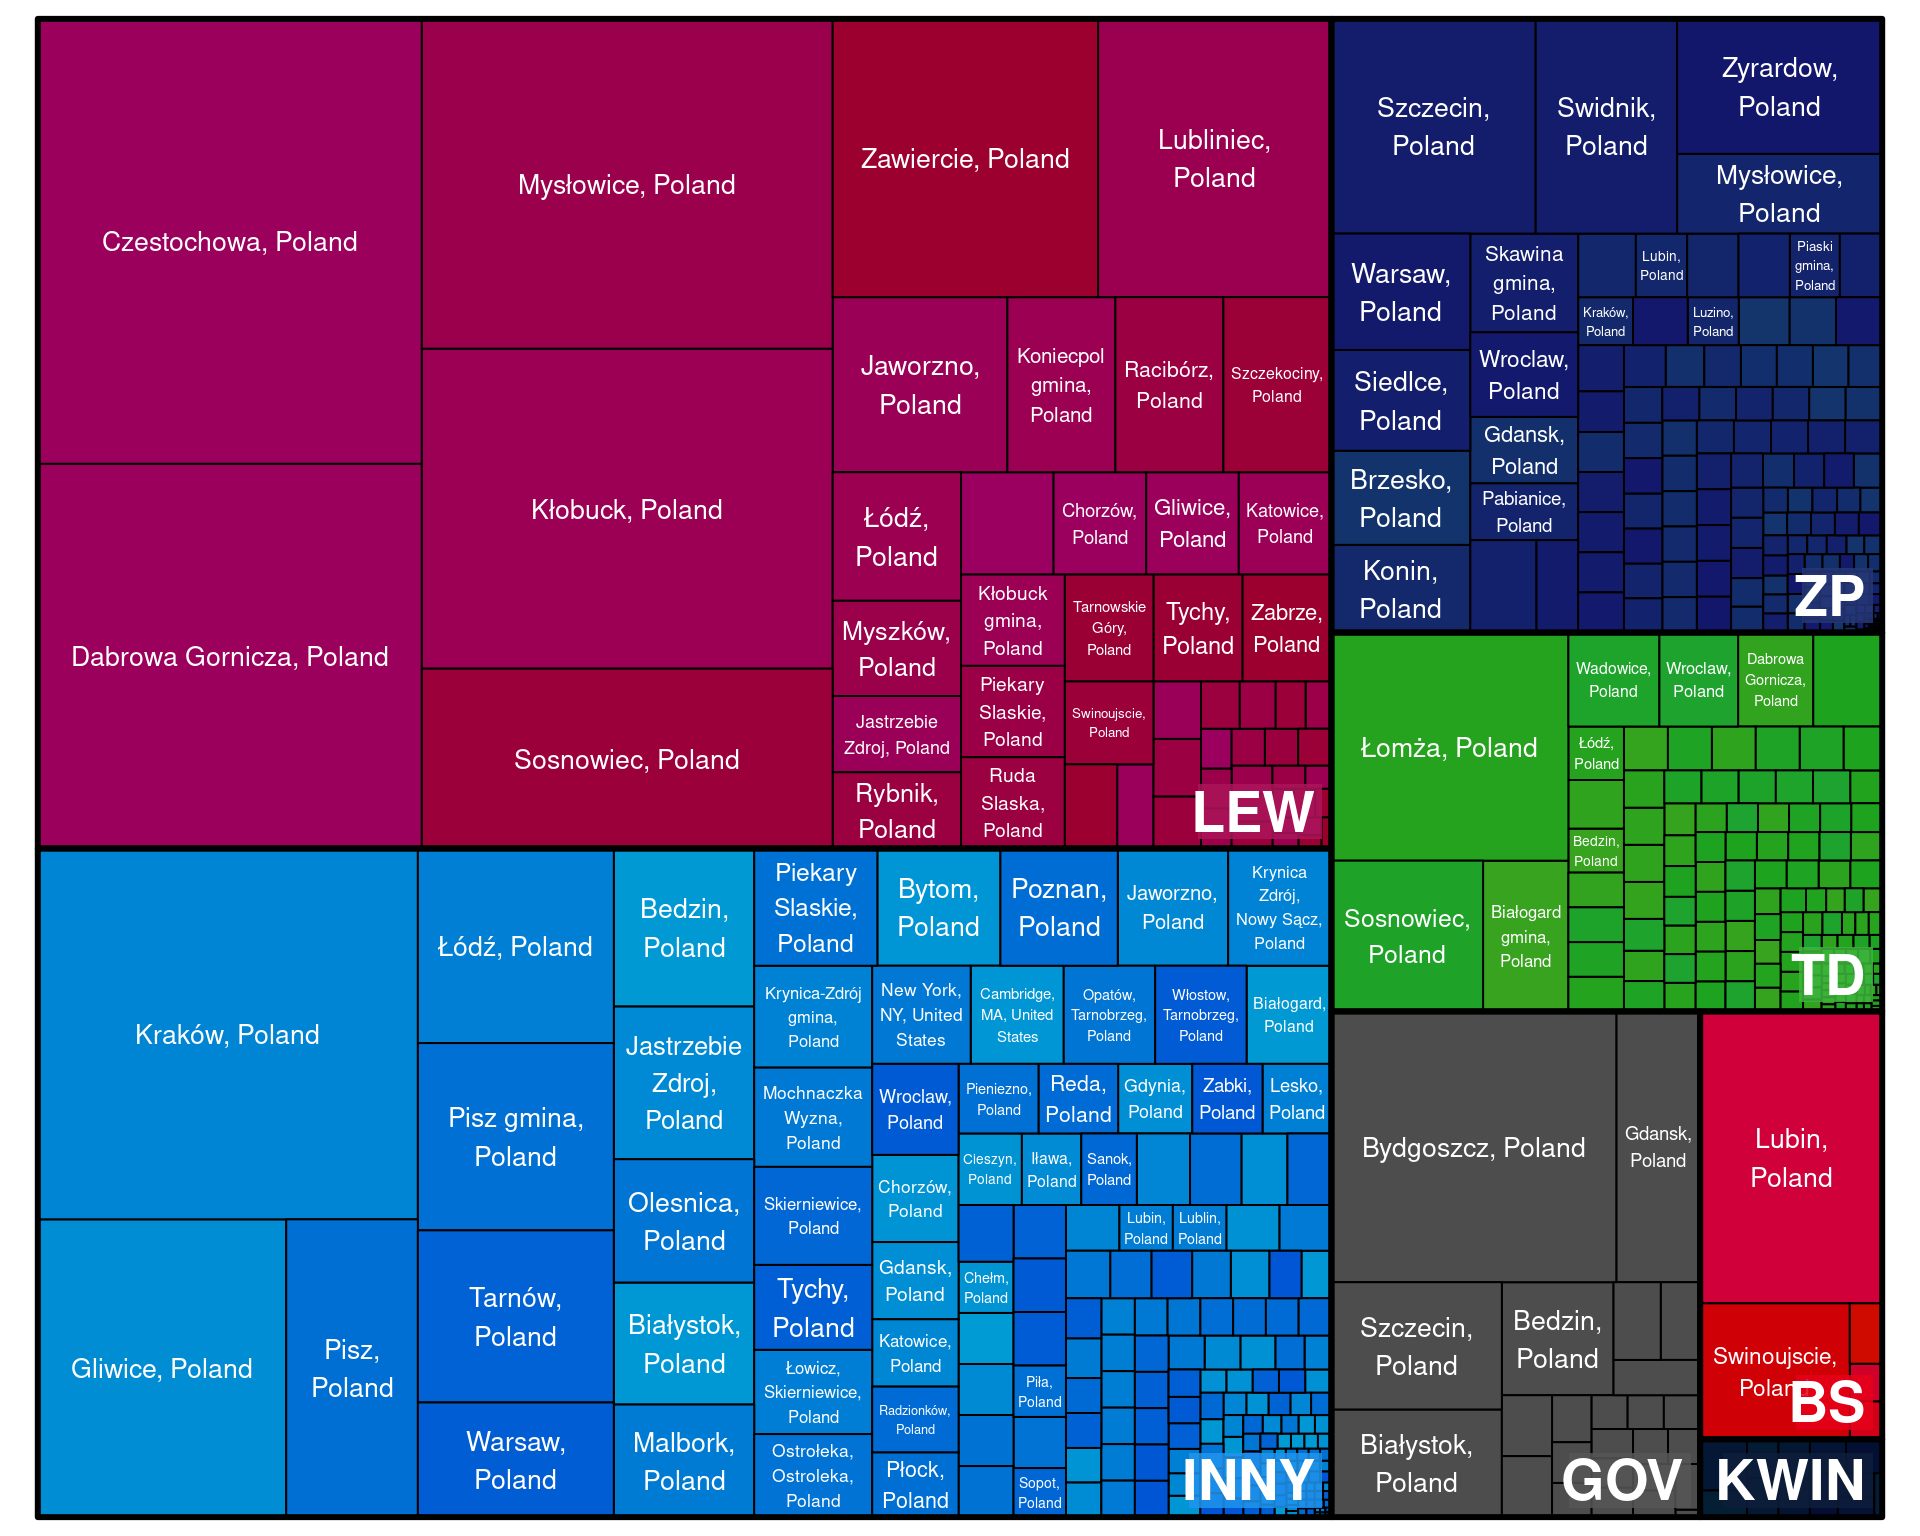 Czestochowa, Poland
Dabrowa Gornicza, Poland
Mysłowice, Poland
Kłobuck, Poland
Sosnowiec, Poland
Zawiercie, Poland
Lubliniec,
Poland
Jaworzno,
Poland
Koniecpol
gmina,
Poland
Racibórz,
Poland
Szczekociny,
Poland
Łódź,
Poland
Myszków,
Poland
Jastrzebie
Zdroj, Poland
Rybnik,
Poland
Chorzów,
Poland
Gliwice,
Poland
Katowice,
Poland
Kłobuck
gmina,
Poland
Piekary
Slaskie,
Poland
Ruda
Slaska,
Poland
Tarnowskie
Góry,
Poland
Tychy,
Poland
Zabrze,
Poland
Swinoujscie,
Poland
LEW
Szczecin,
Poland
Swidnik,
Poland
Zyrardow,
Poland
Mysłowice,
Poland
Warsaw,
Poland
Siedlce,
Poland
Brzesko,
Poland
Konin,
Poland
Skawina
gmina,
Poland
Wroclaw,
Poland
Gdansk,
Poland
Pabianice,
Poland
Lubin,
Poland
Piaski
gmina,
Poland
Kraków,
Poland
Luzino,
Poland
ZP
Łomża, Poland
Sosnowiec,
Poland
Białogard
gmina,
Poland
Wadowice,
Poland
Wroclaw,
Poland
Dabrowa
Gornicza,
Poland
Łódź,
Poland
Bedzin,
Poland
TD
Kraków, Poland
Gliwice, Poland
Pisz,
Poland
Łódź, Poland
Pisz gmina,
Poland
Tarnów,
Poland
Warsaw,
Poland
Bedzin,
Poland
Jastrzebie
Zdroj,
Poland
Olesnica,
Poland
Białystok,
Poland
Malbork,
Poland
Piekary
Slaskie,
Poland
Bytom,
Poland
Poznan,
Poland
Jaworzno,
Poland
Krynica
Zdrój,
Nowy Sącz,
Poland
Krynica-Zdrój
gmina,
Poland
Mochnaczka
Wyzna,
Poland
Skierniewice,
Poland
Tychy,
Poland
Łowicz,
Skierniewice,
Poland
Ostrołeka,
Ostroleka,
Poland
New York,
NY, United
States
Cambridge,
MA, United
States
Opatów,
Tarnobrzeg,
Poland
Włostow,
Tarnobrzeg,
Poland
Białogard,
Poland
Wroclaw,
Poland
Chorzów,
Poland
Gdansk,
Poland
Katowice,
Poland
Radzionków,
Poland
Płock,
Poland
Pieniezno,
Poland
Reda,
Poland
Gdynia,
Poland
Zabki,
Poland
Lesko,
Poland
Cieszyn,
Poland
Iława,
Poland
Sanok,
Poland
Lubin,
Poland
Lublin,
Poland
Chełm,
Poland
Piła,
Poland
Sopot,
Poland
INNY
Bydgoszcz, Poland
Gdansk,
Poland
Szczecin,
Poland
Bedzin,
Poland
Białystok,
Poland
GOV
Lubin,
Poland
Swinoujscie,
Poland
BS
KWIN